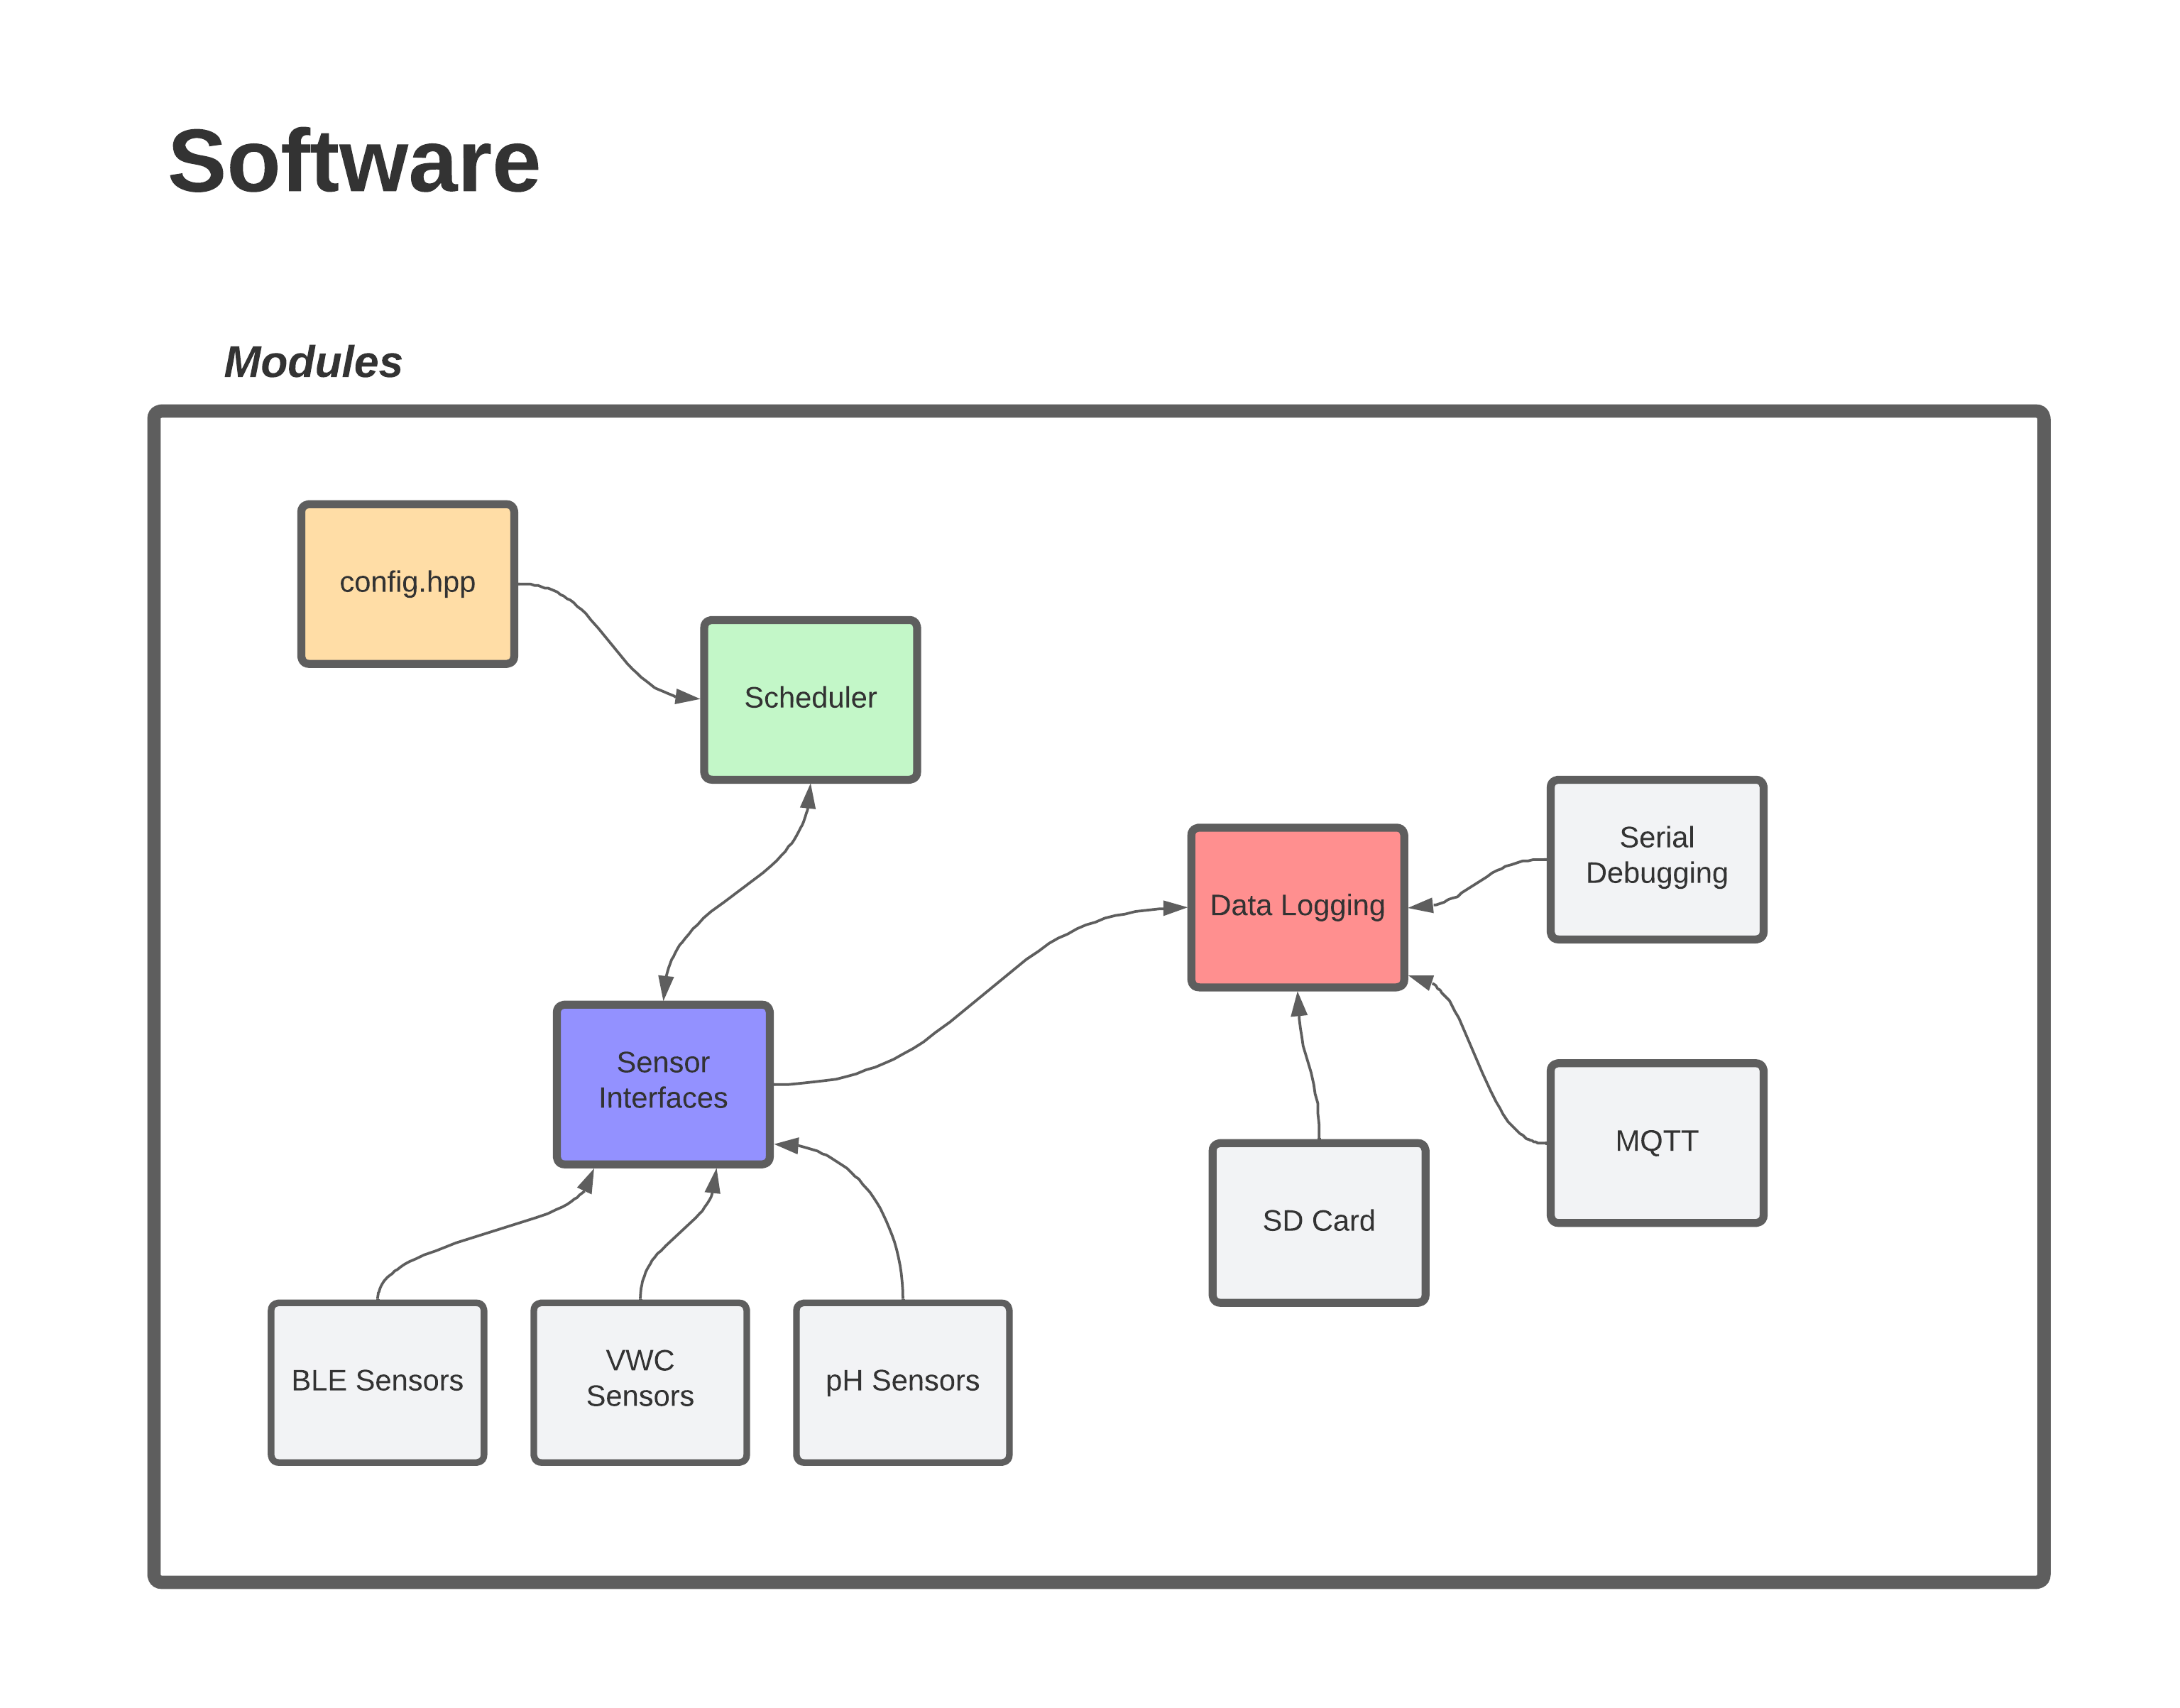 Software
Modules
config.hpp
Scheduler
Serial
Debugging
Data Logging
Sensor
Interfaces
MQTT
SD Card
BLE Sensors
VWC
Sensors
pH Sensors